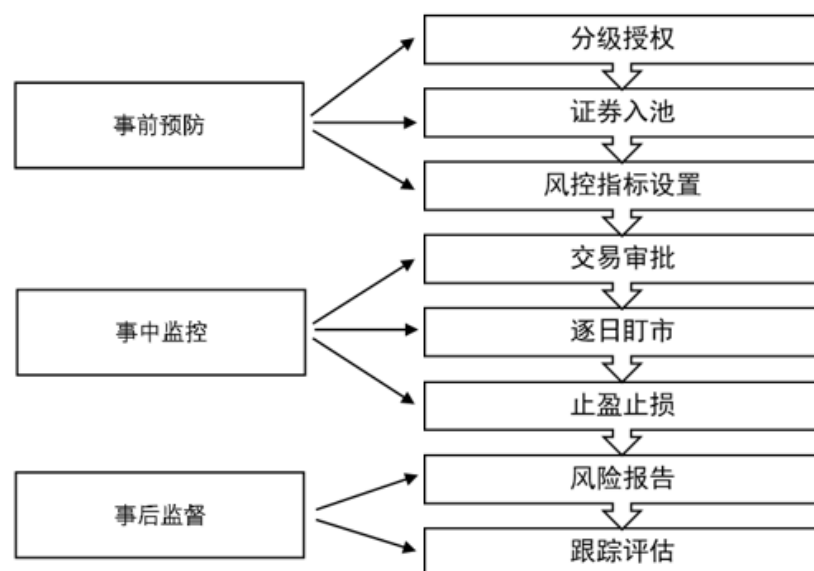 分级授权
事前预防
证券入池
风控指标设置
交易审批
事中监控
逐日盯市
止盈止损
风险报告
事后监督
跟踪评估